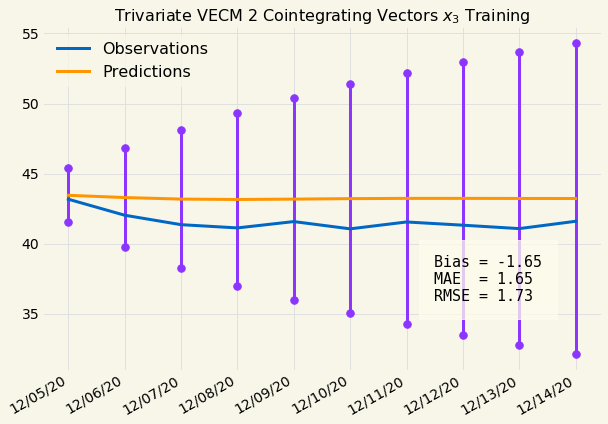 Trivariate VECM 2 Cointegrating Vectors x₃ Training
Observations
Predictions
55
50
45
40
35
Bias = -1.65
MAE  = 1.65
RMSE = 1.73
12/05/20
12/06/20
12/07/20
12/08/20
12/09/20
12/10/20
12/11/20
12/12/20
12/13/20
12/14/20